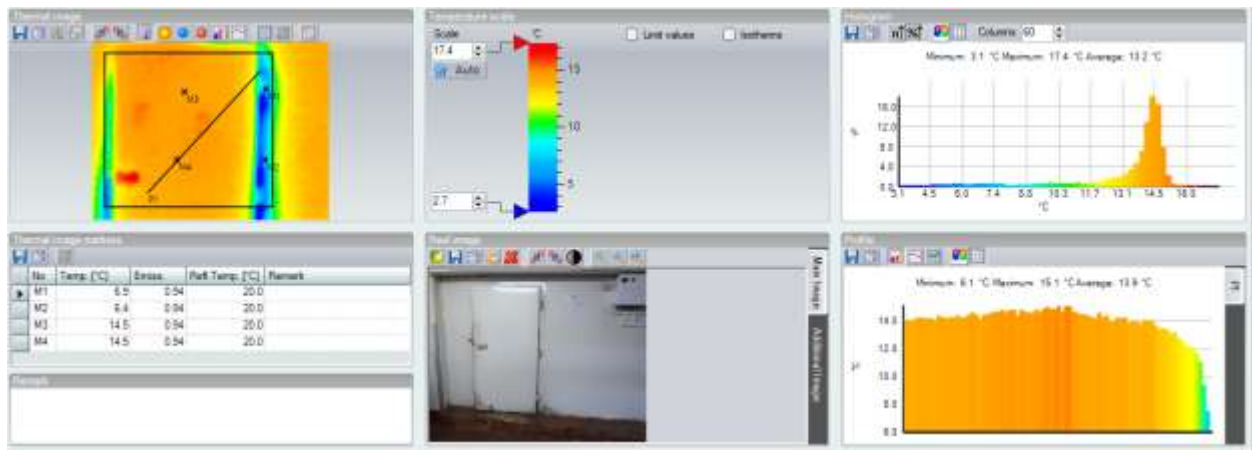 Thermal image
M3
M4
P1
Temperature scale
Scale
°C
17.4
Auto
2.7
15
10
5
Limit values
Isotherms
Histogram
Columns: 60
Minimum: 3.1 °C Maximum: 17.4 °C Average: 13.2 °C
%
16.0
12.0
8.0
4.0
0.0
3.1 4.5 6.0 7.4 8.8 10.3 11.7 13.1 14.5 16.0
°C
Thermal image markers
No. Temp. [°C] Emiss. Refl. Temp. [°C] Remark
M1 6.9 0.94 20.0
M2 6.4 0.94 20.0
M3 14.5 0.94 20.0
M4 14.5 0.94 20.0
Remark
Real image
Main Image
Additional Image
Profile
Minimum: 6.1 °C Maximum: 15.1 °C Average: 13.9 °C
P1
14.0
12.0
10.0
8.0
6.0
°C